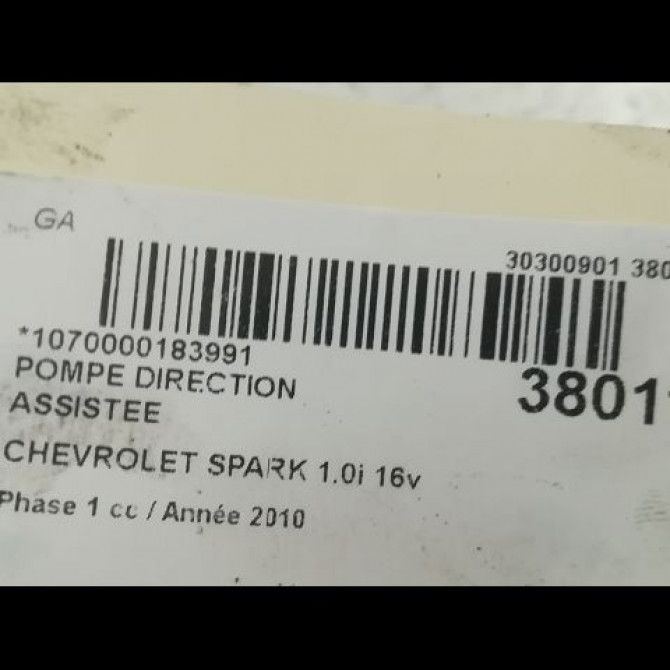 GA
30300901 380
*1070000183991
POMPE DIRECTION
3801
ASSISTEE
CHEVROLET SPARK 1.0i 16v
Phase 1 cc / Année 2010